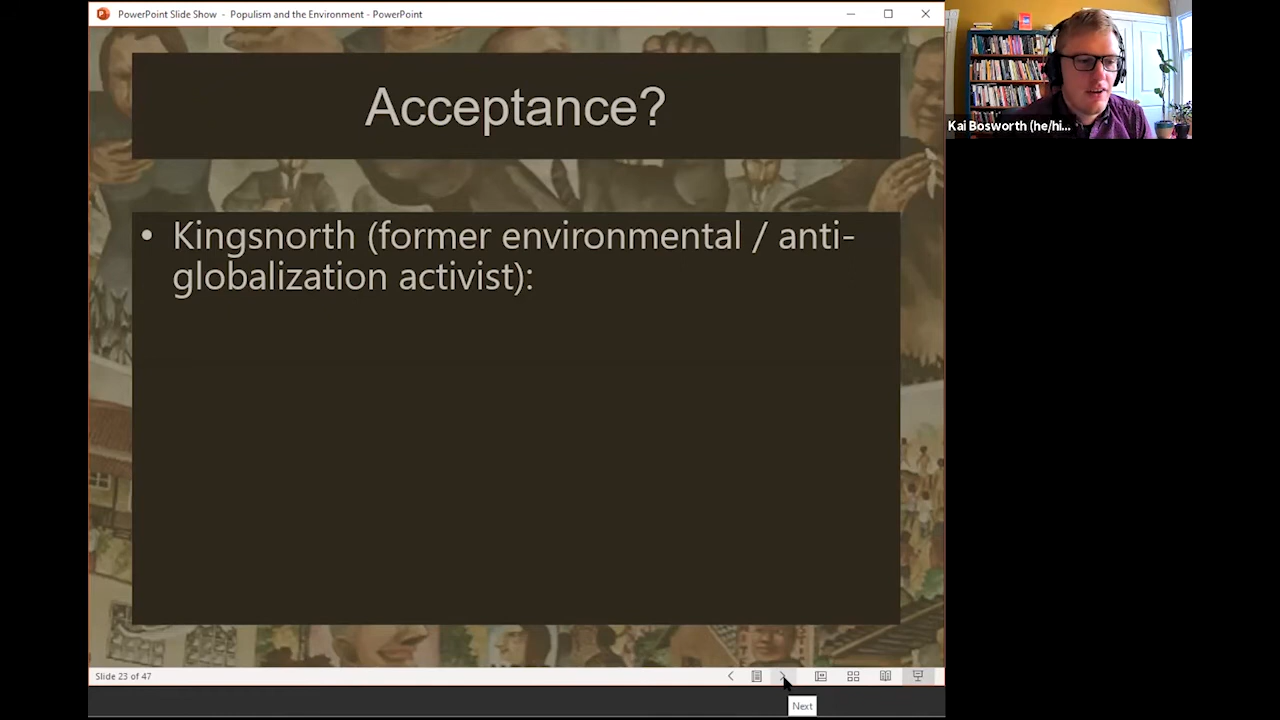 PowerPoint Slide Show - Populism and the Environment - PowerPoint
Acceptance?
• Kingsnorth (former environmental / anti-
globalization activist):
Kai Bosworth (he/hi...
Slide 23 of 47
Next